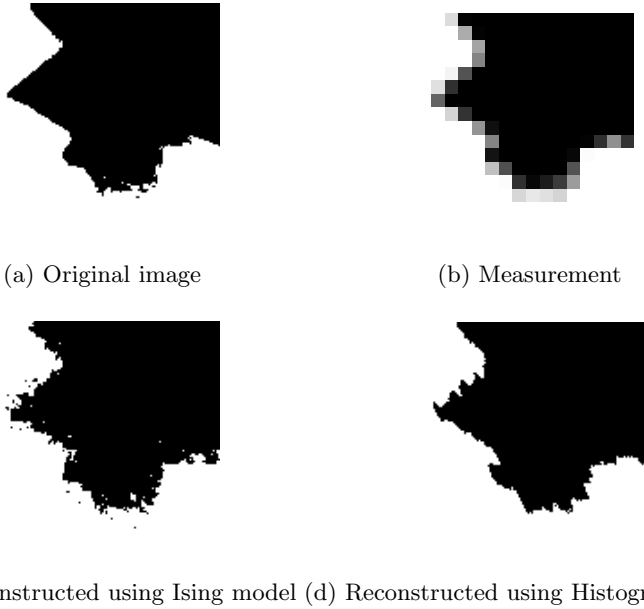 (a) Original image
(b) Measurement
nstructed using Ising model (d) Reconstructed using Histogr